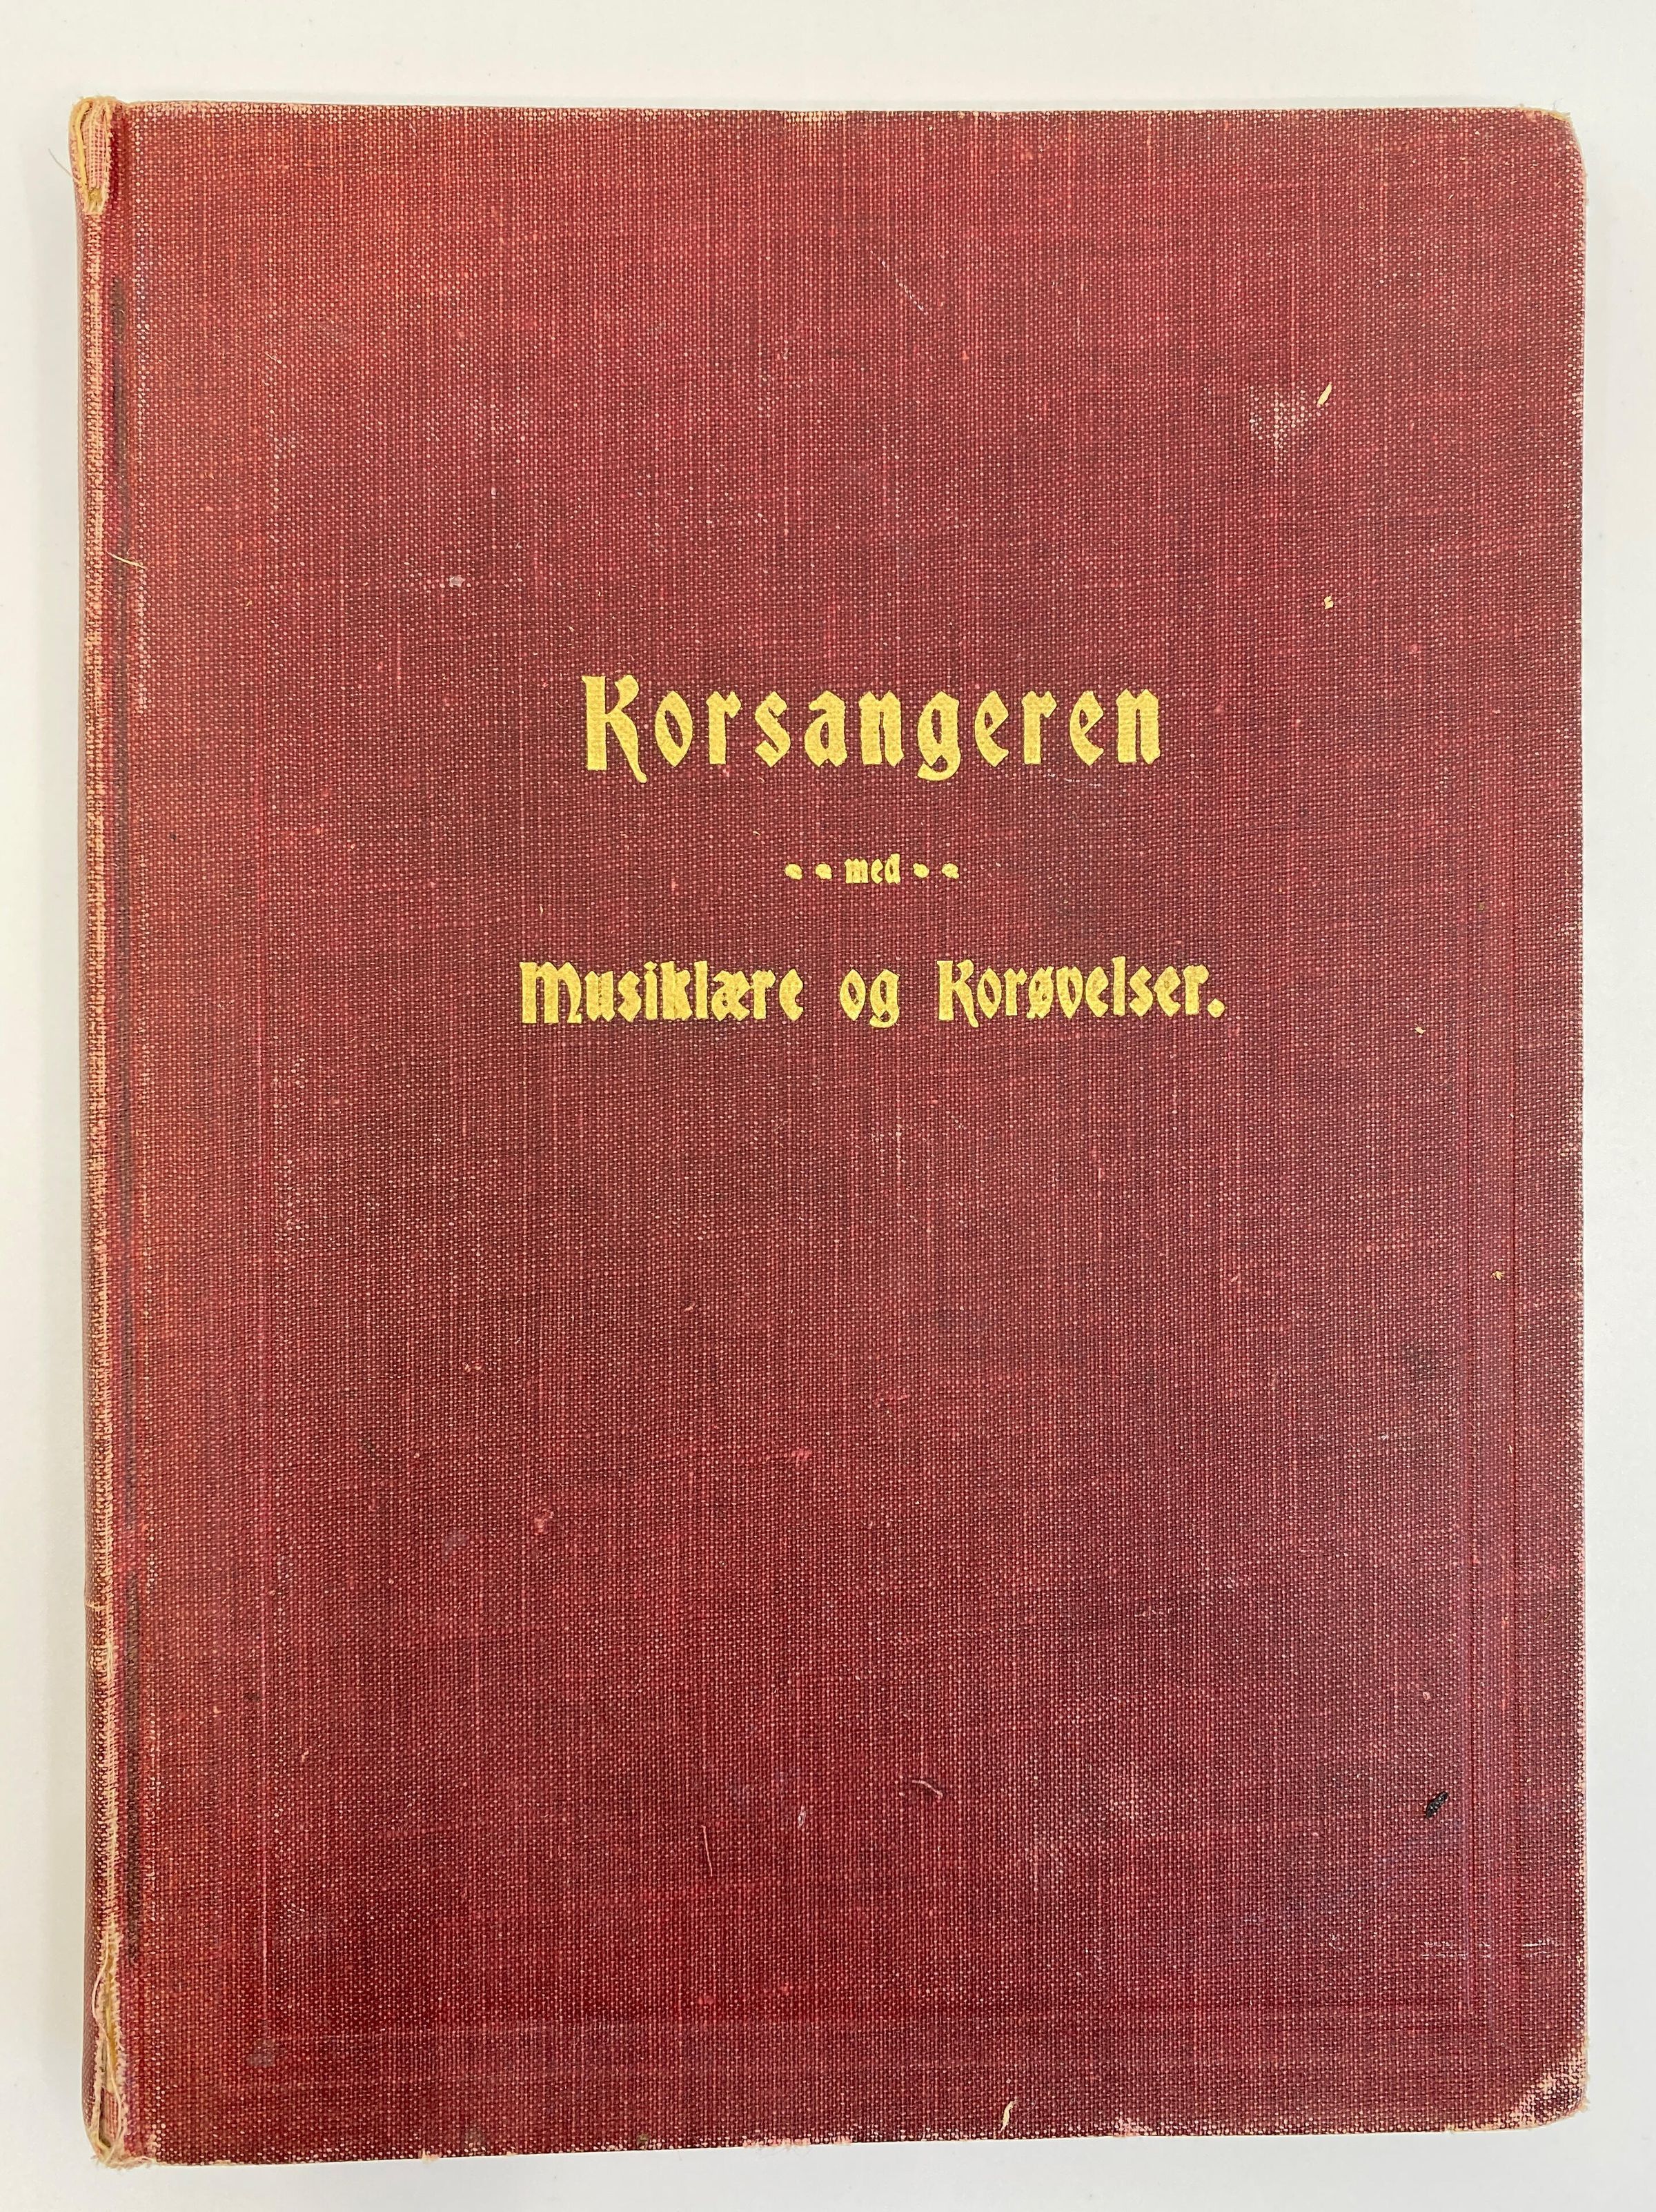 Korsangeren
med
Musiklære og Korøvelser.